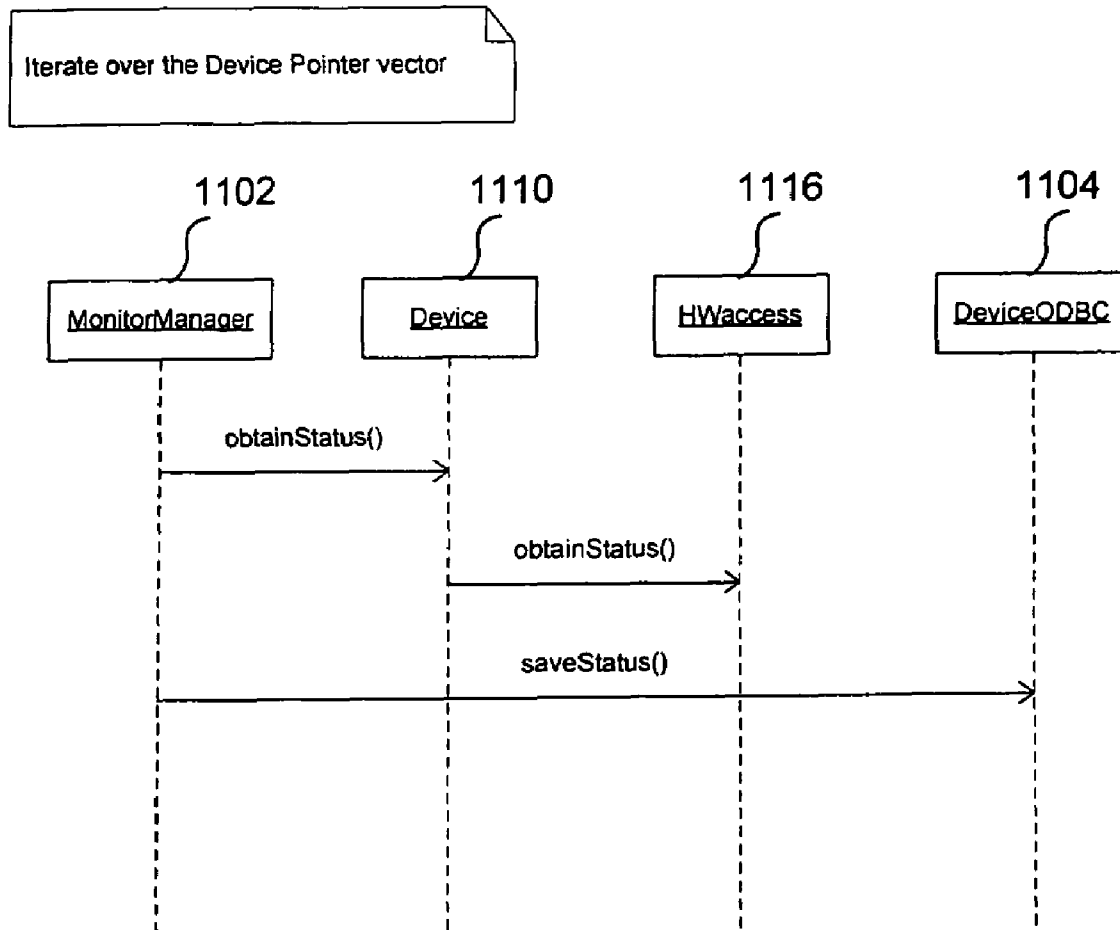 Iterate over the Device Pointer vector
1102 1110 1116 1104
MonitorManager Device HWaccess DeviceODBC
obtainStatus()
obtainStatus()
saveStatus()